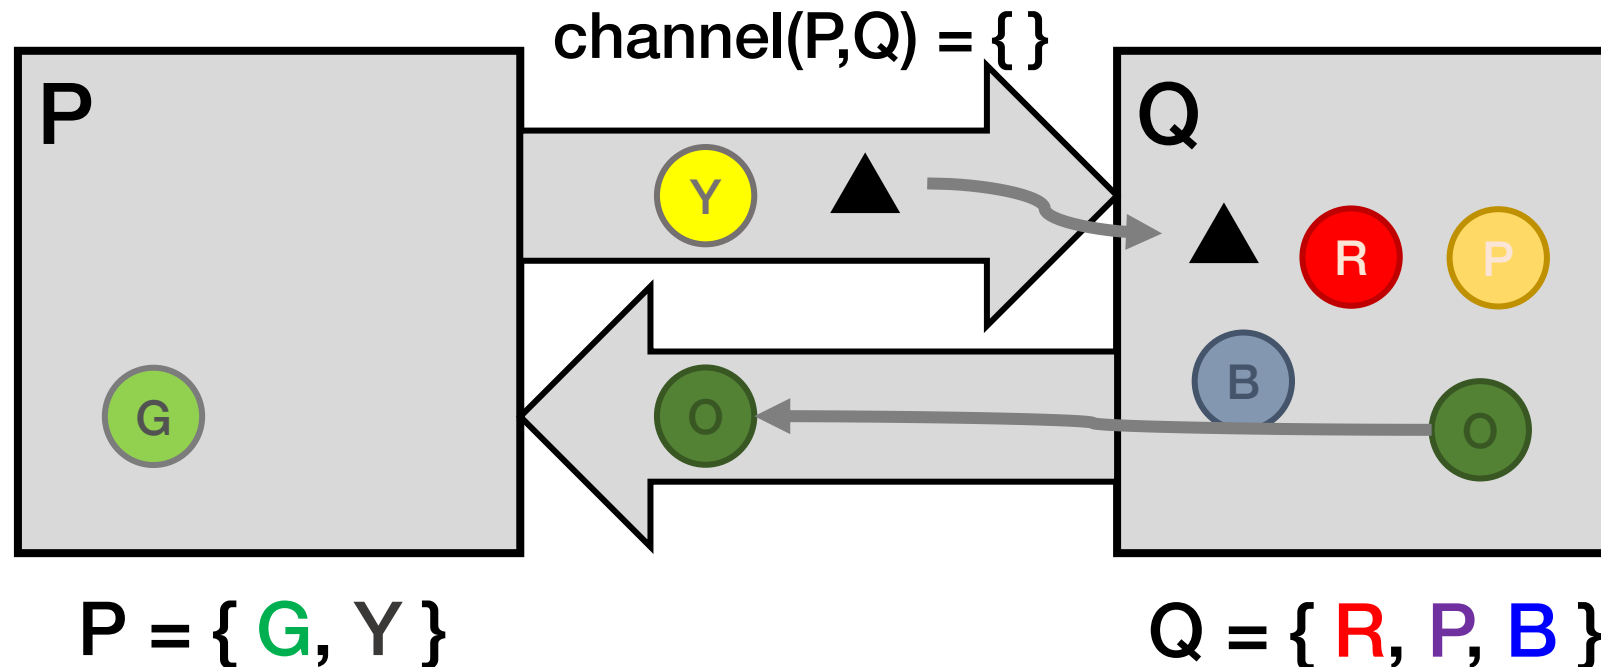 channel(P,Q) = { }
P
Q
Y
R
P
B
G
O
O
P = { G, Y }
Q = { R, P, B }